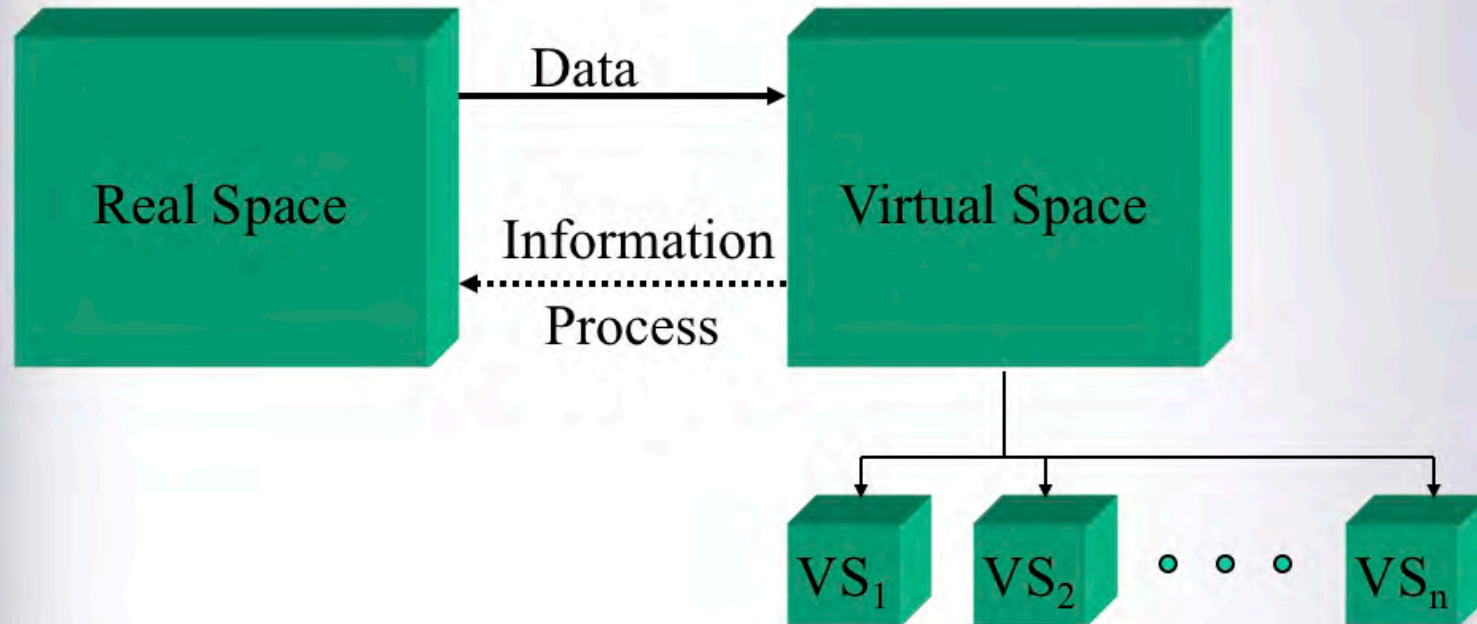 Data
Real Space
Virtual Space
Information
Process
VS₁
VS₂
VSₙ